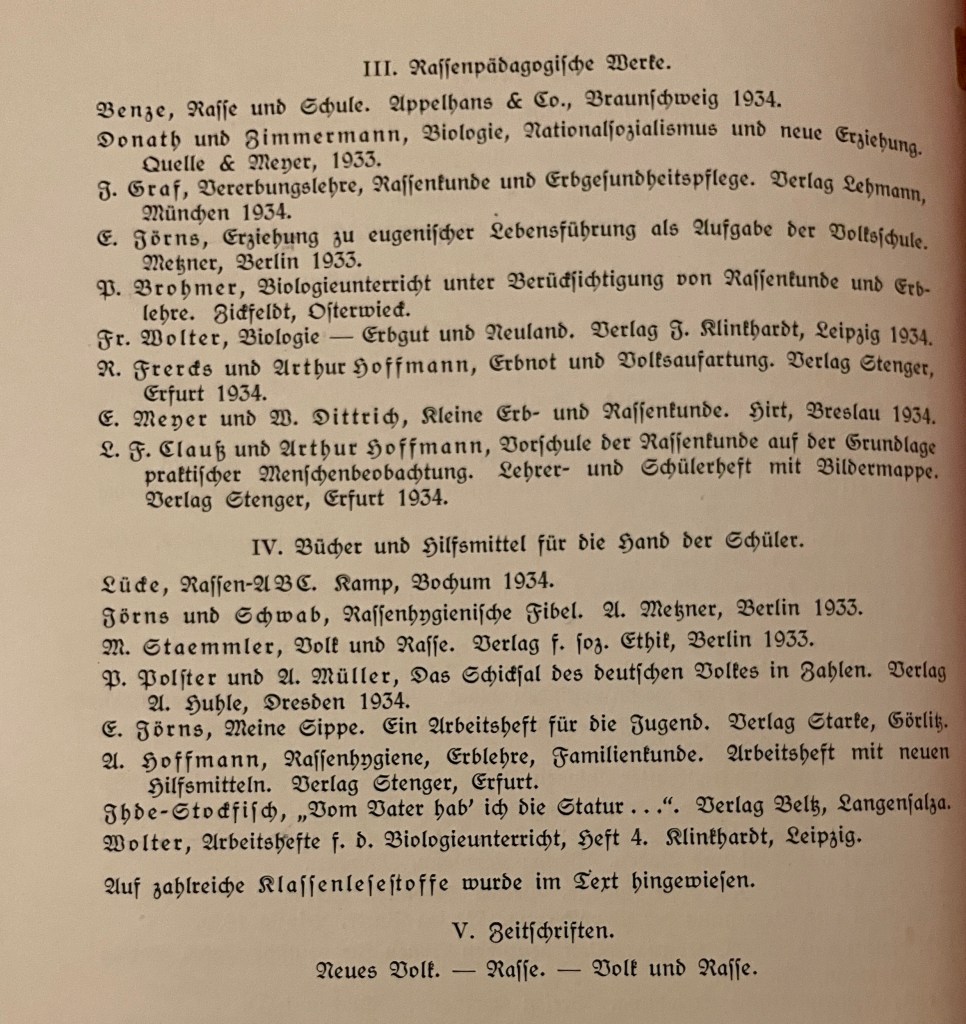 III. Rassenpädagogische Werke.
Benze, Rasse und Schule. Appelhans & Co., Braunschweig 1934.
Donath und Zimmermann, Biologie, Nationalsozialismus und neue Erziehung.
Quelle & Meyer, 1933.
J. Graf, Vererbungslehre, Rassenkunde und Erbgesundheitspflege. Verlag Lehmann,
München 1934.
E. Jörns, Erziehung zu eugenischer Lebensführung als Aufgabe der Volksschule.
Metzner, Berlin 1933.
P. Brohmer, Biologieunterricht unter Berücksichtigung von Rassenkunde und Erb-
lehre. Zickfeldt, Osterwieck.
Fr. Wolter, Biologie — Erbgut und Neuland. Verlag J. Klinkhardt, Leipzig 1934.
R. Frercks und Arthur Hoffmann, Erbnot und Volksaufartung. Verlag Stenger,
Erfurt 1934.
E. Meyer und W. Dittrich, Kleine Erb- und Rassenkunde. Hirt, Breslau 1934.
L. F. Clauß und Arthur Hoffmann, Vorschule der Rassenkunde auf der Grundlage
praktischer Menschenbeobachtung. Lehrer- und Schülerheft mit Bildermappe.
Verlag Stenger, Erfurt 1934.
IV. Bücher und Hilfsmittel für die Hand der Schüler.
Lücke, Rassen-ABC. Kamp, Bochum 1934.
Jörns und Schwab, Rassenhygienische Fibel. A. Metzner, Berlin 1933.
M. Staemmler, Volk und Rasse. Verlag f. soz. Ethik, Berlin 1933.
P. Polster und A. Müller, Das Schicksal des deutschen Volkes in Zahlen. Verlag
A. Huhle, Dresden 1934.
E. Jörns, Meine Sippe. Ein Arbeitsheft für die Jugend. Verlag Starke, Görlitz.
A. Hoffmann, Rassenhygiene, Erblehre, Familienkunde. Arbeitsheft mit neuen
Hilfsmitteln. Verlag Stenger, Erfurt.
Ihde-Stockfisch, „Vom Vater hab' ich die Statur . . .“. Verlag Beltz, Langensalza.
Wolter, Arbeitshefte f. d. Biologieunterricht, Heft 4. Klinkhardt, Leipzig.
Auf zahlreiche Klassenlesestoffe wurde im Text hingewiesen.
V. Zeitschriften.
Neues Volk. — Rasse. — Volk und Rasse.